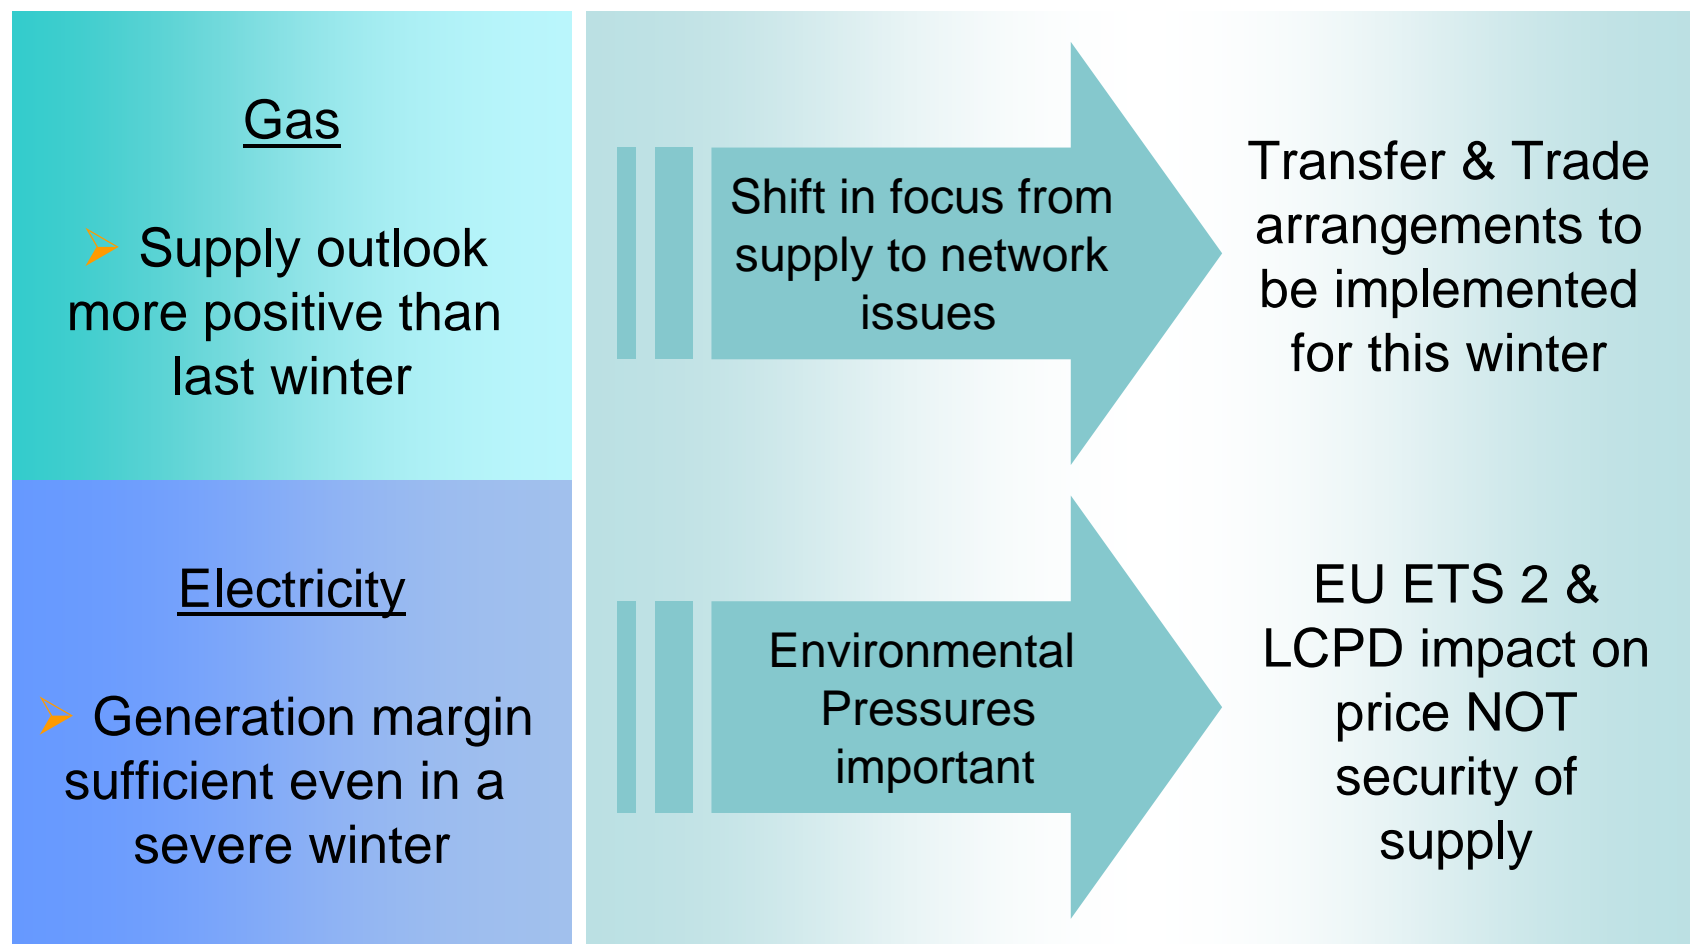 Gas
Supply outlook
more positive than
last winter
Shift in focus from
supply to network
issues
Transfer & Trade
arrangements to
be implemented
for this winter
Electricity
Generation margin
sufficient even in a
severe winter
Environmental
Pressures
important
EU ETS 2 &
LCPD impact on
price NOT
security of
supply